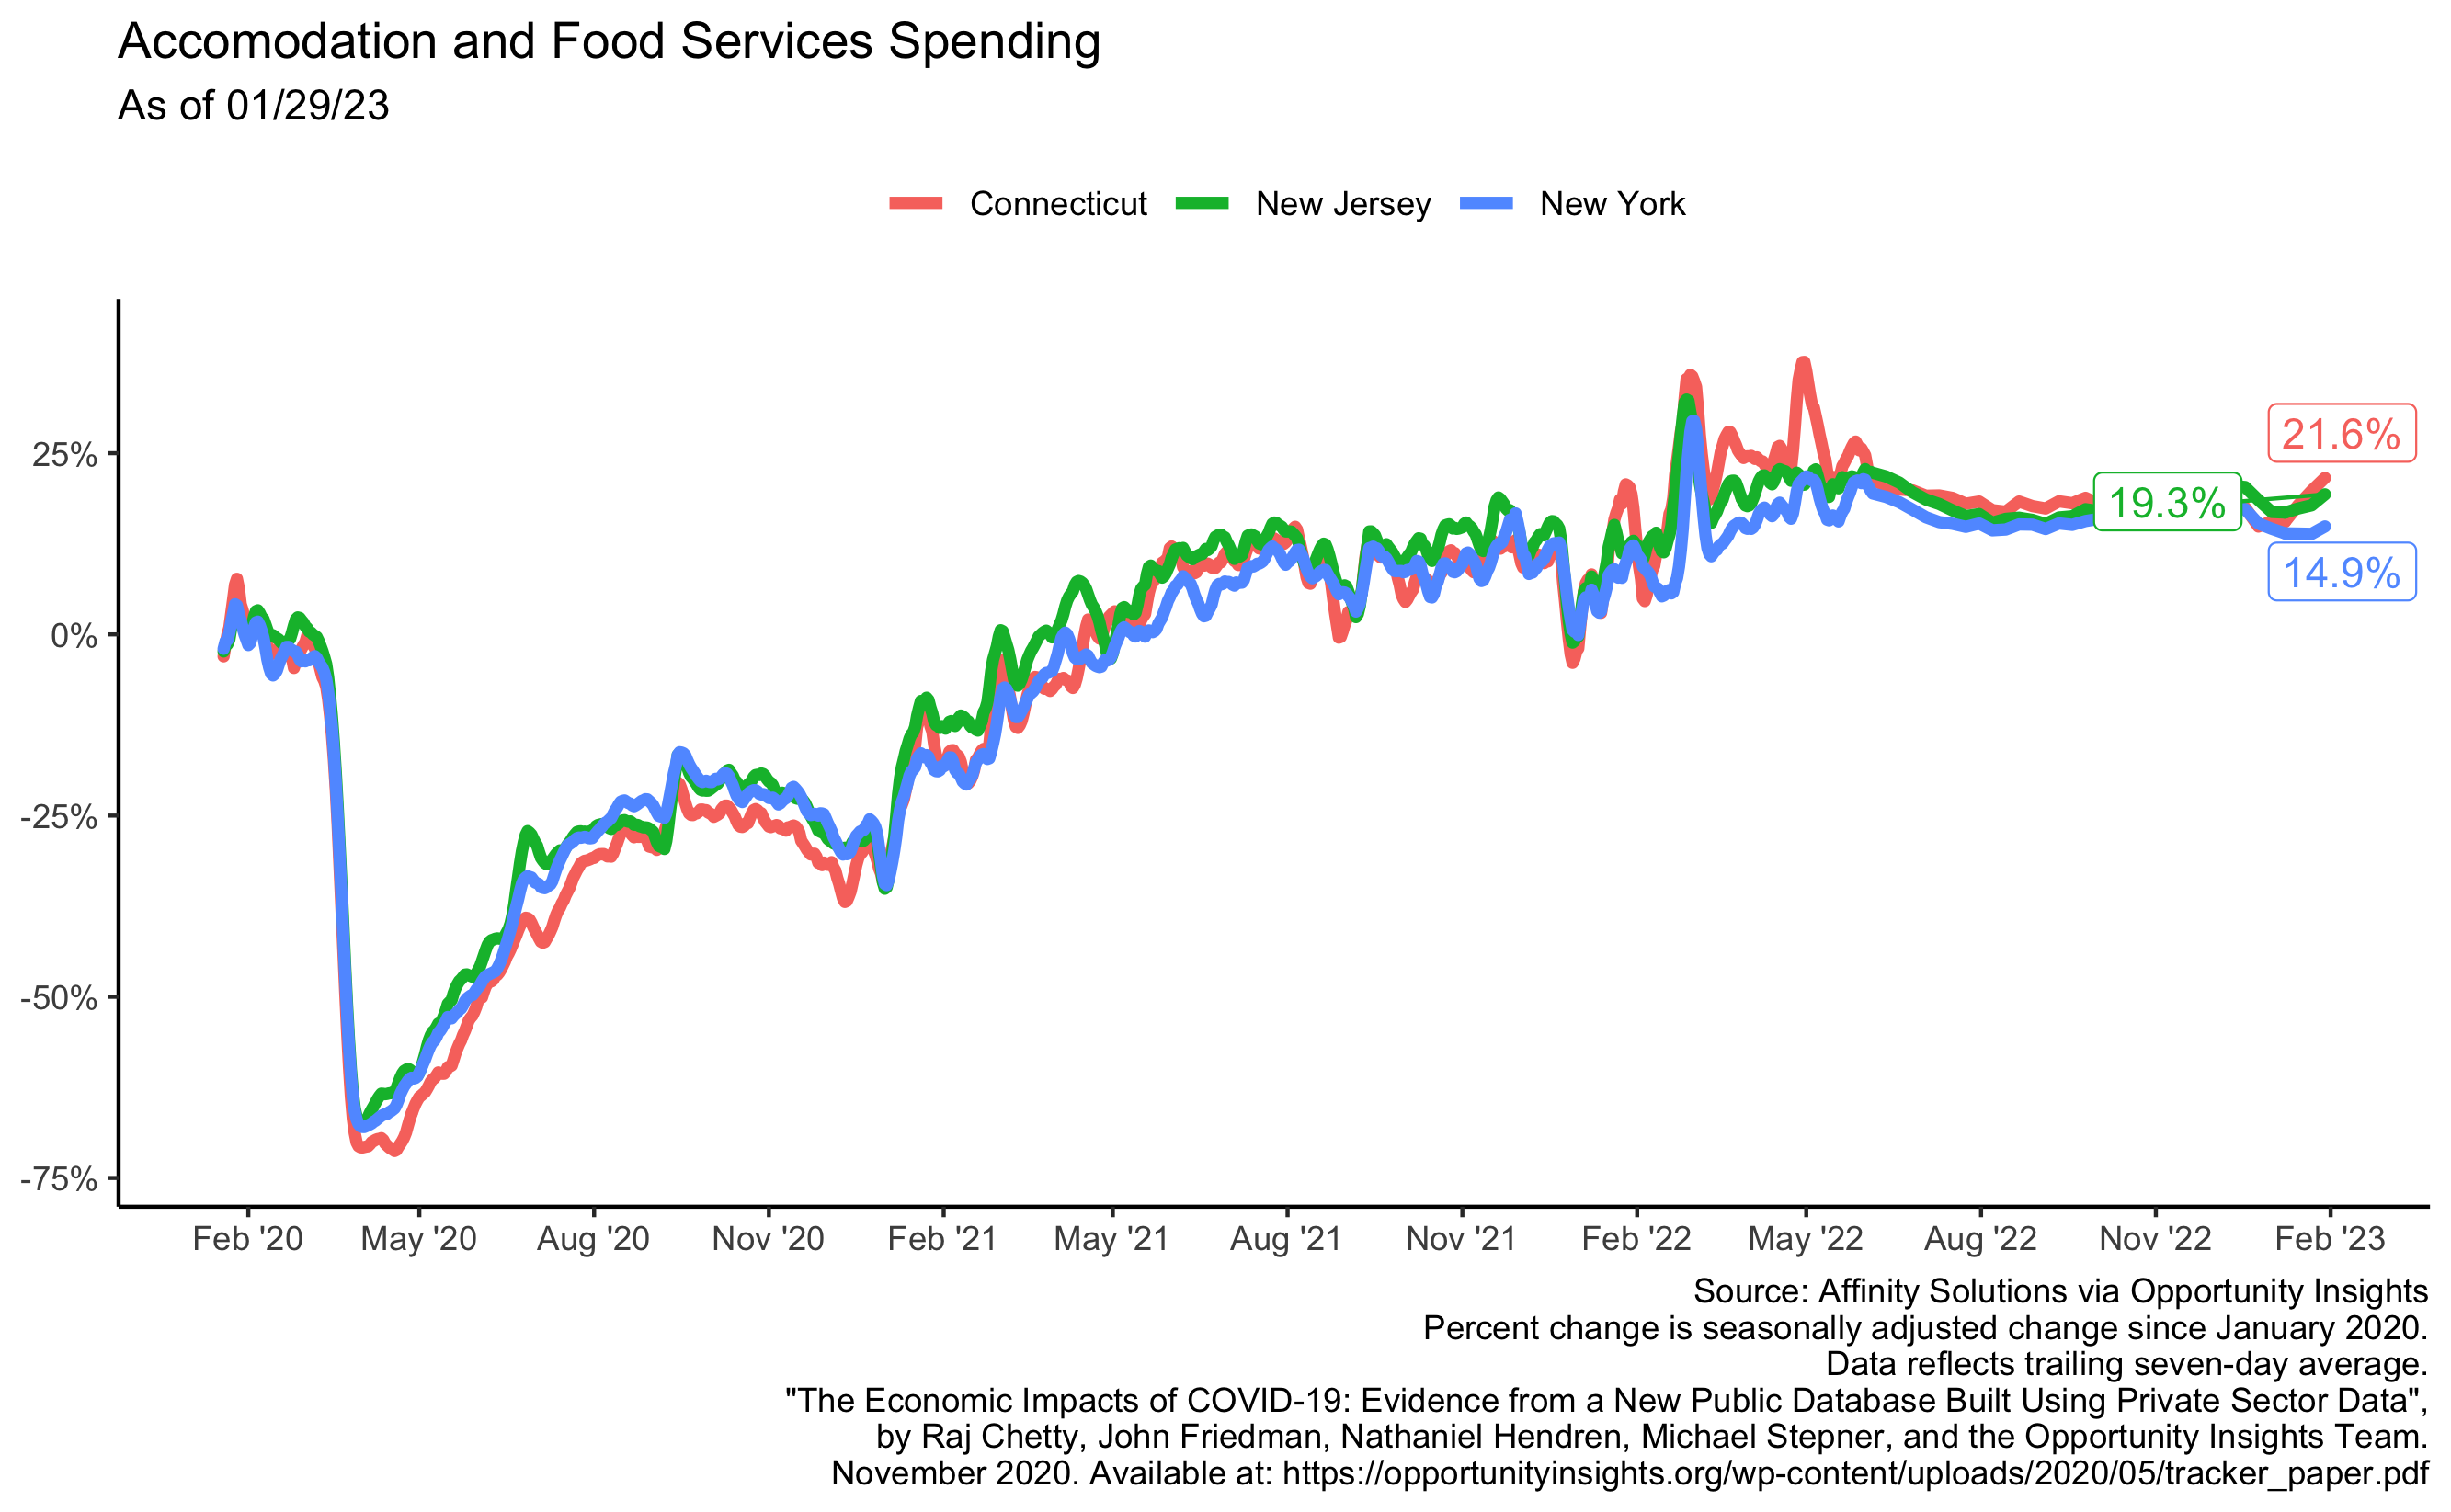 Accomodation and Food Services Spending
As of 01/29/23
Connecticut New Jersey New York
25%
0%
-25%
-50%
-75%
21.6%
19.3%
14.9%
Feb '20 May '20 Aug '20 Nov '20 Feb '21 May '21 Aug '21 Nov '21 Feb '22 May '22 Aug '22 Nov '22 Feb '23
Source: Affinity Solutions via Opportunity Insights
Percent change is seasonally adjusted change since January 2020.
Data reflects trailing seven-day average.
"The Economic Impacts of COVID-19: Evidence from a New Public Database Built Using Private Sector Data",
by Raj Chetty, John Friedman, Nathaniel Hendren, Michael Stepner, and the Opportunity Insights Team.
November 2020. Available at: https://opportunityinsights.org/wp-content/uploads/2020/05/tracker_paper.pdf